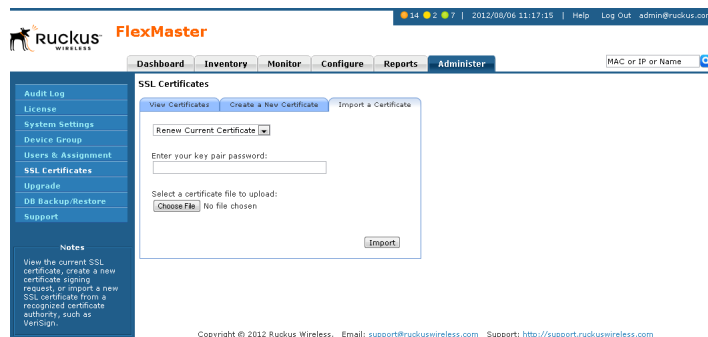 14 2 7 | 2012/08/06 11:17:15 | Help Log Out admin@ruckus.com
Ruckus WIRELESS FlexMaster
Dashboard Inventory Monitor Configure Reports Administer MAC or IP or Name
SSL Certificates
Audit Log
License
System Settings
Device Group
Users & Assignment
SSL Certificates
Upgrade
DB Backup/Restore
Support
View Certificates Create a New Certificate Import a Certificate
Renew Current Certificate
Enter your key pair password:
Select a certificate file to upload:
Choose File No file chosen
Import
Notes
View the current SSL
certificate, create a new
certificate signing
request, or import a new
SSL certificate from a
recognized certificate
authority, such as
VeriSign.
Copyright © 2012 Ruckus Wireless. Email: support@ruckuswireless.com Support: http://support.ruckuswireless.com